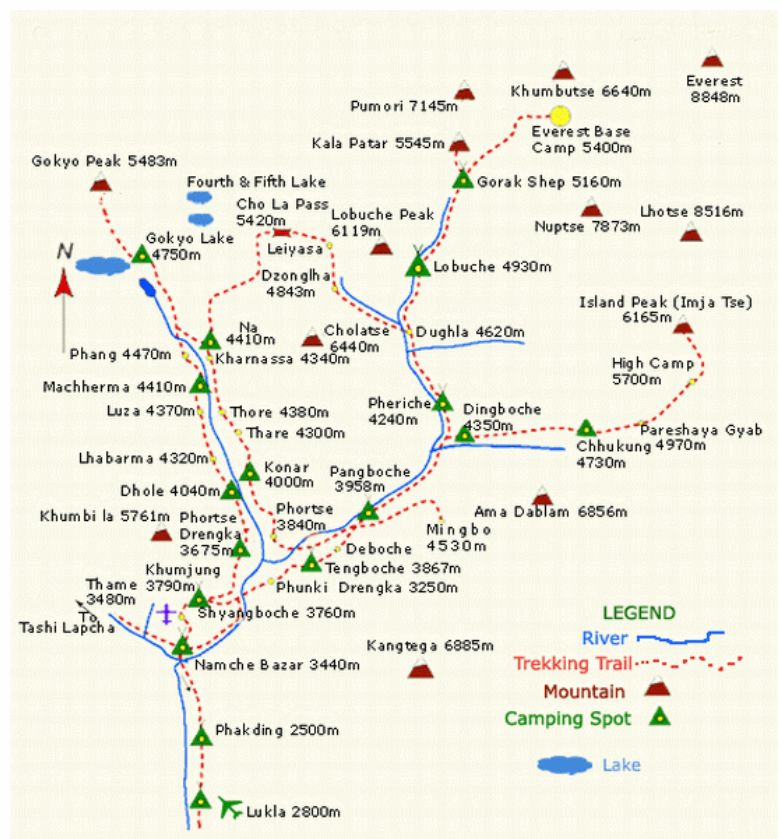 Everest
8848m
Khumbutse 6640m
Pumori 7145m
Everest Base
Camp 5400m
Kala Patar 5545m
Gokyo Peak 5483m
Gorak Shep 5160m
Fourth & Fifth Lake
Cho La Pass
5420m
Lobuche Peak
6119m
Nuptse 7873m
Lhotse 8516m
Gokyo Lake
4750m
N
Leiyasa
Lobuche 4930m
Dzonglha
4843m
Island Peak (Imja Tse)
6165m
Na
4410m
Cholatse
6440m
Dughla 4620m
Phang 4470m
Kharnassa 4340m
High Camp
5700m
Machherma 4410m
Pheriche
4240m
Dingboche
4350m
Luza 4370m
Thore 4380m
Thare 4300m
Pareshaya Gyab
4970m
Chhukung
4730m
Lhabarma 4320m
Konar
4000m
Pangboche
3958m
Dhole 4040m
Phortse
3840m
Ama Dablam 6856m
Khumbi la 5761m
Phortse
Drengka
3675m
Mingbo
4530m
Deboche
Tengboche 3867m
Khumjung
3790m
Phunki Drengka 3250m
Thame
3480m
Shyangboche 3760m
To
Tashi Lapcha
LEGEND
River
Kangtega 6885m
Namche Bazar 3440m
Trekking Trail
Mountain
Camping Spot
Phakding 2500m
Lake
Lukla 2800m